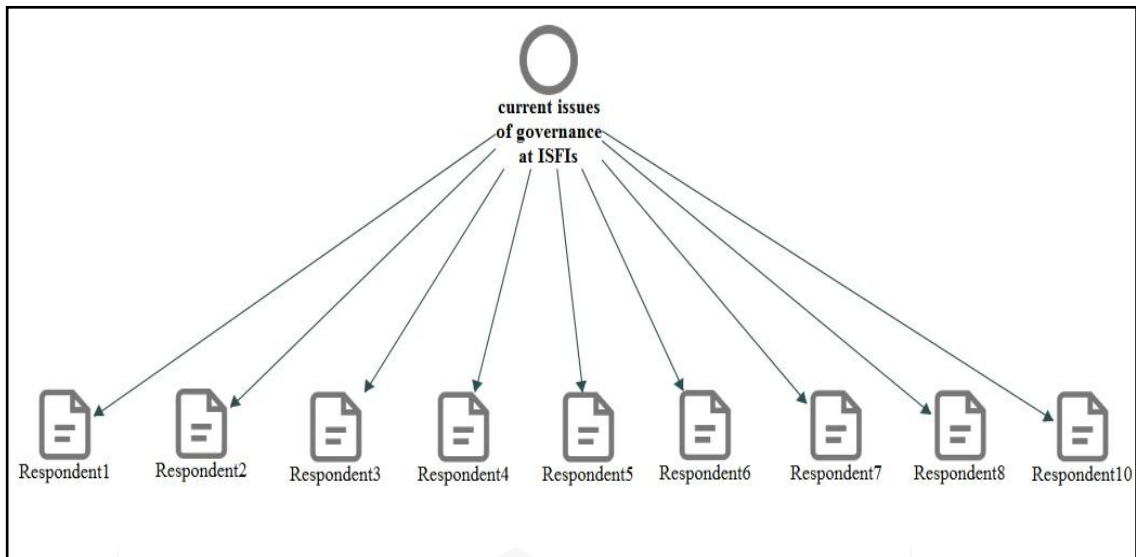 current issues
of governance
at ISFIs
Respondent1
Respondent2
Respondent3
Respondent4
Respondent5
Respondent6
Respondent7
Respondent8
Respondent10